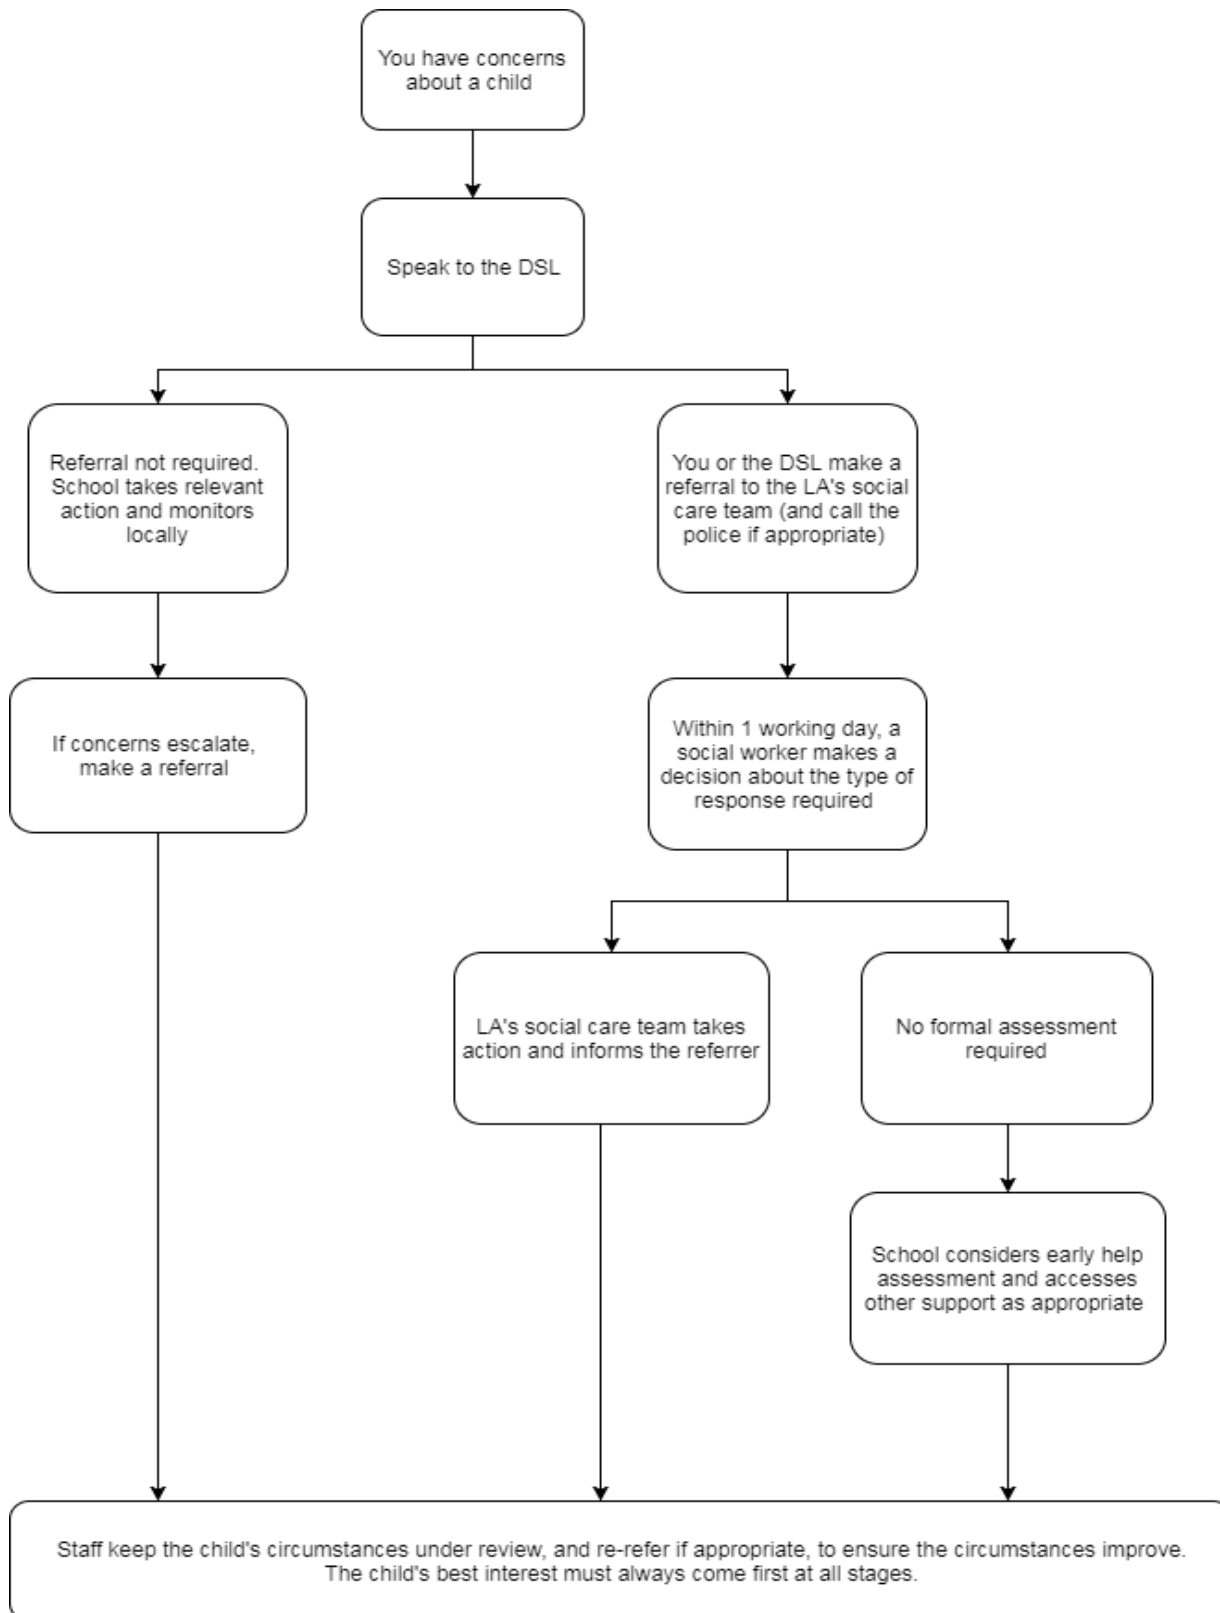 You have concerns
about a child
Speak to the DSL
Referral not required.
School takes relevant
action and monitors
locally
You or the DSL make a
referral to the LA's social
care team (and call the
police if appropriate)
If concerns escalate,
make a referral
Within 1 working day, a
social worker makes a
decision about the type of
response required
LA's social care team takes
action and informs the referrer
No formal assessment
required
School considers early help
assessment and accesses
other support as appropriate
Staff keep the child's circumstances under review, and re-refer if appropriate, to ensure the circumstances improve.
The child's best interest must always come first at all stages.